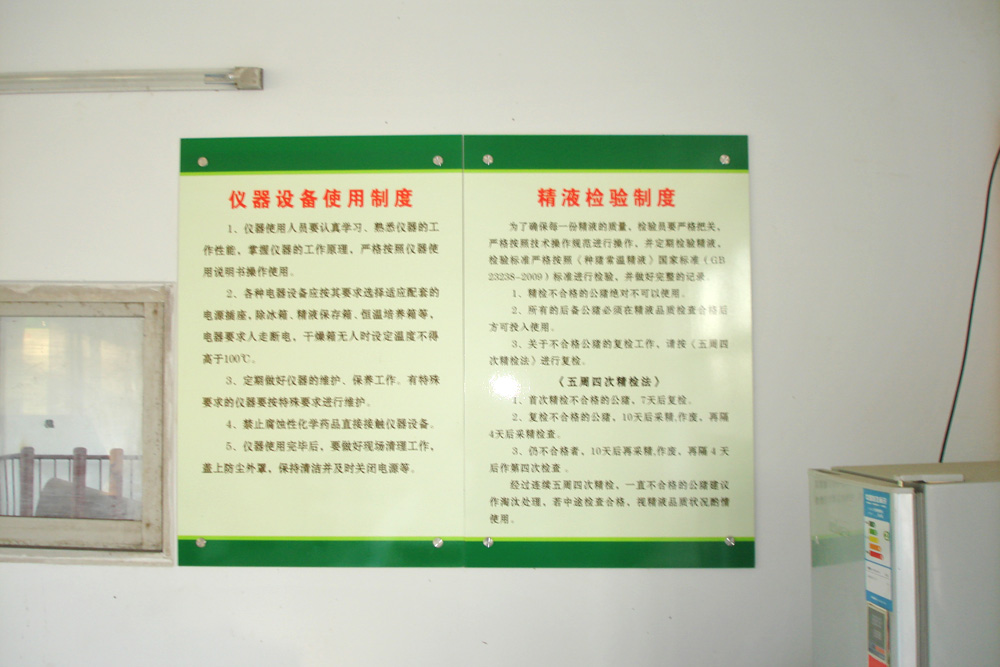 仪器设备使用制度
1、仪器使用人员要认真学习、熟悉仪器的工
作性能，掌握仪器的工作原理，严格按照仪器使
用说明书操作使用。
2、各种电器设备应按其要求选择适应配套的
电源插座，除冰箱、精液保存箱、恒温培养箱等，
电器要求人走断电，干燥箱无人时设定温度不得
高于100℃。
3、定期做好仪器的维护、保养工作。有特殊
要求的仪器要按特殊要求进行维护。
4、禁止腐蚀性化学药品直接接触仪器设备。
5、仪器使用完毕后，要做好现场清理工作，
盖上防尘外罩，保持清洁并及时关闭电源等。
精液检验制度
为了确保每一份精液的质量，检验员要严格把关，
严格按照技术操作规范进行操作，并定期检验精液，
检验标准严格按照《种猪常温精液》国家标准（GB
23238-2009）标准进行检验，并做好完整的记录。
1、精检不合格的公猪绝对不可以使用。
2、所有的后备公猪必须在精液品质检查合格后
方可投入使用。
3、关于不合格公猪的复检工作，请按《五周四
次精检法》进行复检。
《五周四次精检法》
1、首次精检不合格的公猪，7天后复检。
2、复检不合格的公猪，10天后采精,作废，再隔
4天后采精检查。
3、仍不合格者，10天后再采精,作废，再隔 4 天
后作第四次检查 。
经过连续五周四次精检，一直不合格的公猪建议
作淘汰处理，若中途检查合格，视精液品质状况酌情
使用。